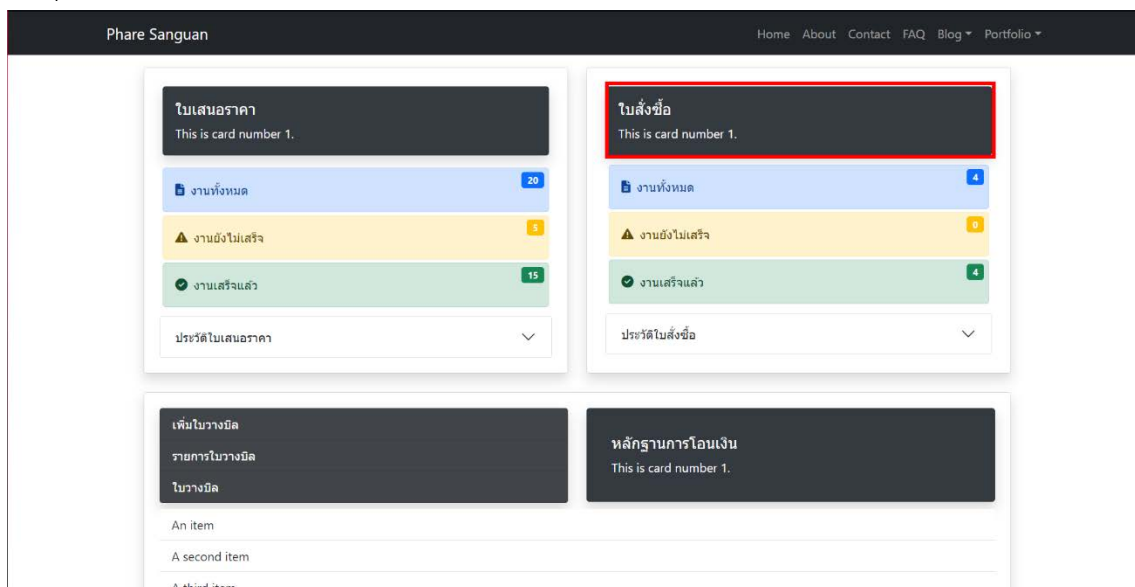 Phare Sanguan
Home About Contact FAQ Blog Portfolio
ใบเสนอราคา
This is card number 1.
งานทั้งหมด 20
งานยังไม่เสร็จ 5
งานเสร็จแล้ว 15
ประวัติใบเสนอราคา
ใบสั่งซื้อ
This is card number 1.
งานทั้งหมด 4
งานยังไม่เสร็จ 0
งานเสร็จแล้ว 4
ประวัติใบสั่งซื้อ
เพิ่มใบวางบิล
รายการใบวางบิล
ใบวางบิล
หลักฐานการโอนเงิน
This is card number 1.
An item
A second item
A third item